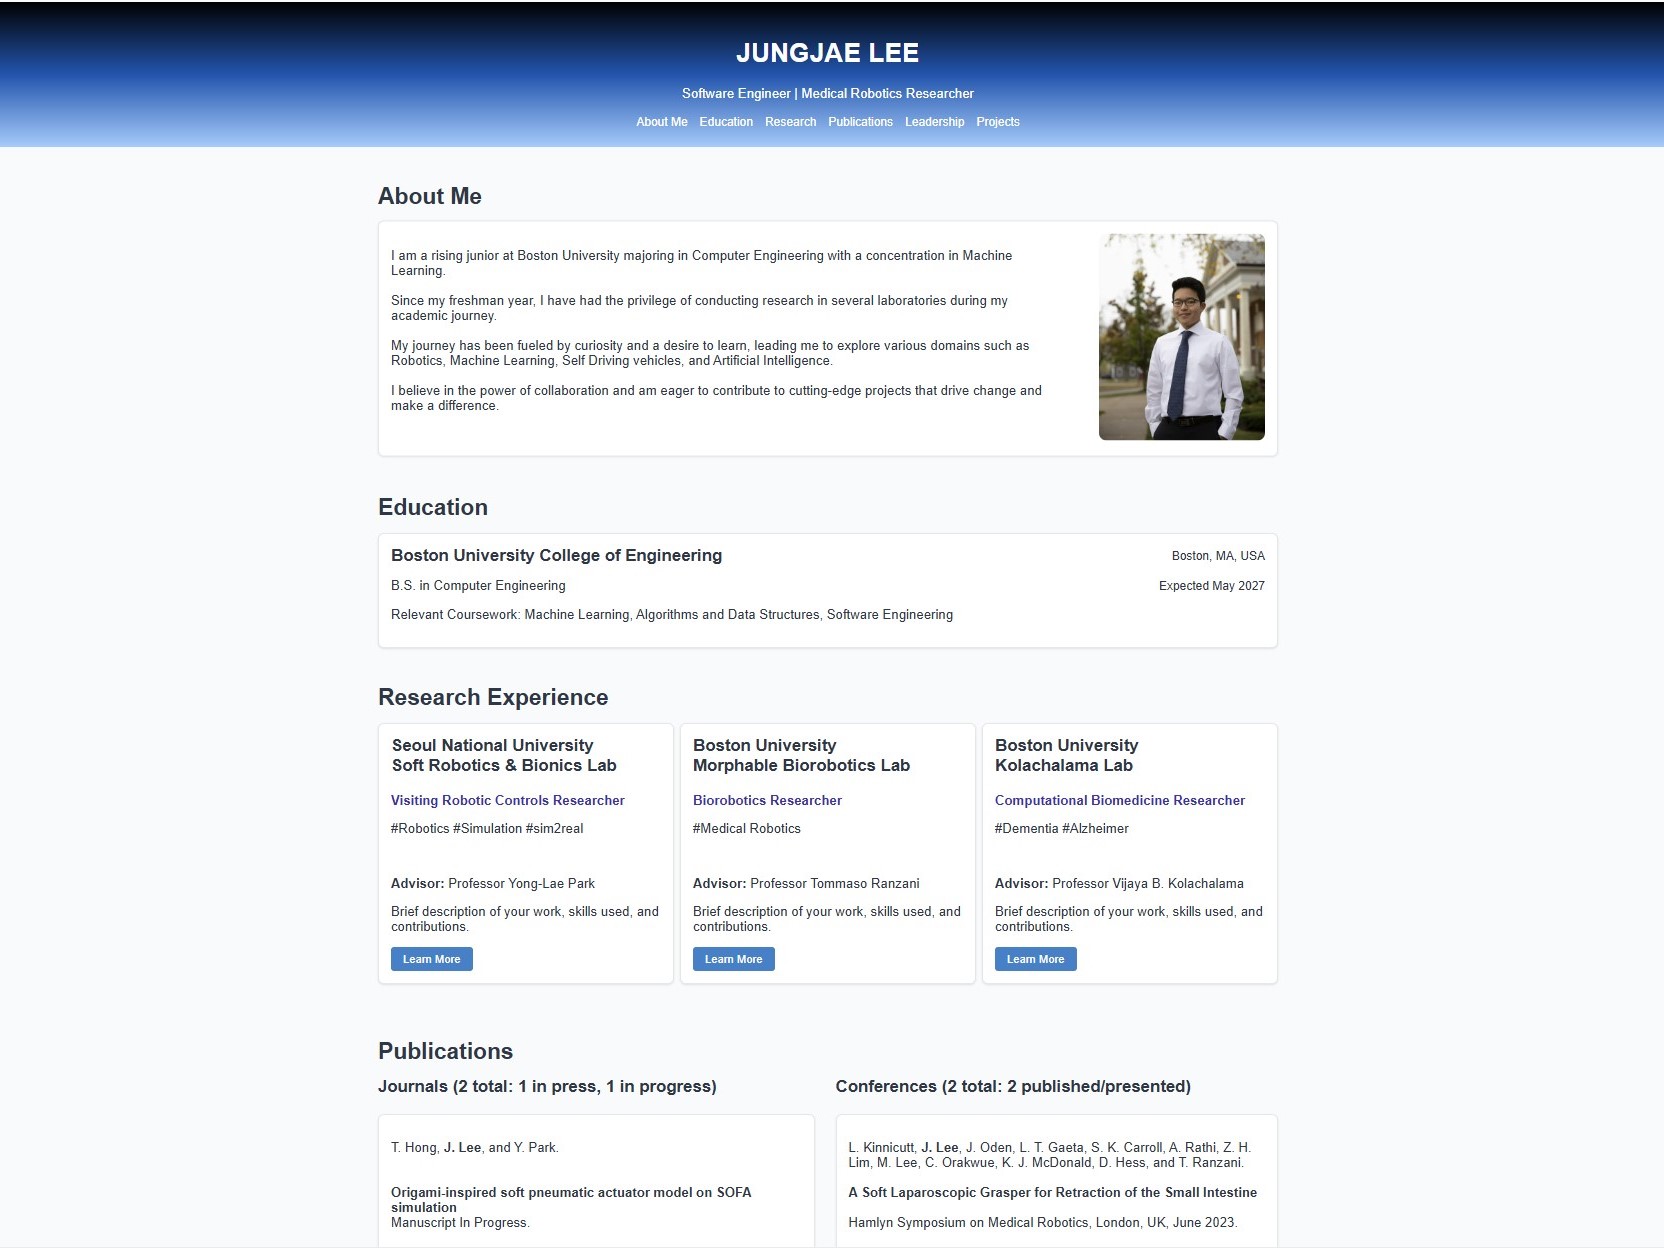 JUNGJAE LEE
Software Engineer | Medical Robotics Researcher
About Me Education Research Publications Leadership Projects
About Me
I am a rising junior at Boston University majoring in Computer Engineering with a concentration in Machine
Learning.
Since my freshman year, I have had the privilege of conducting research in several laboratories during my
academic journey.
My journey has been fueled by curiosity and a desire to learn, leading me to explore various domains such as
Robotics, Machine Learning, Self Driving vehicles, and Artificial Intelligence.
I believe in the power of collaboration and am eager to contribute to cutting-edge projects that drive change and
make a difference.
Education
Boston University College of Engineering
Boston, MA, USA
B.S. in Computer Engineering
Expected May 2027
Relevant Coursework: Machine Learning, Algorithms and Data Structures, Software Engineering
Research Experience
Seoul National University
Soft Robotics & Bionics Lab
Visiting Robotic Controls Researcher
#Robotics #Simulation #sim2real
Advisor: Professor Yong-Lae Park
Brief description of your work, skills used, and
contributions.
Learn More
Boston University
Morphable Biorobotics Lab
Biorobotics Researcher
#Medical Robotics
Advisor: Professor Tommaso Ranzani
Brief description of your work, skills used, and
contributions.
Learn More
Boston University
Kolachalama Lab
Computational Biomedicine Researcher
#Dementia #Alzheimer
Advisor: Professor Vijaya B. Kolachalama
Brief description of your work, skills used, and
contributions.
Learn More
Publications
Journals (2 total: 1 in press, 1 in progress)
T. Hong, J. Lee, and Y. Park.
Origami-inspired soft pneumatic actuator model on SOFA
simulation
Manuscript In Progress.
Conferences (2 total: 2 published/presented)
L. Kinnicutt, J. Lee, J. Oden, L. T. Gaeta, S. K. Carroll, A. Rathi, Z. H.
Lim, M. Lee, C. Orakwue, K. J. McDonald, D. Hess, and T. Ranzani.
A Soft Laparoscopic Grasper for Retraction of the Small Intestine
Hamlyn Symposium on Medical Robotics, London, UK, June 2023.